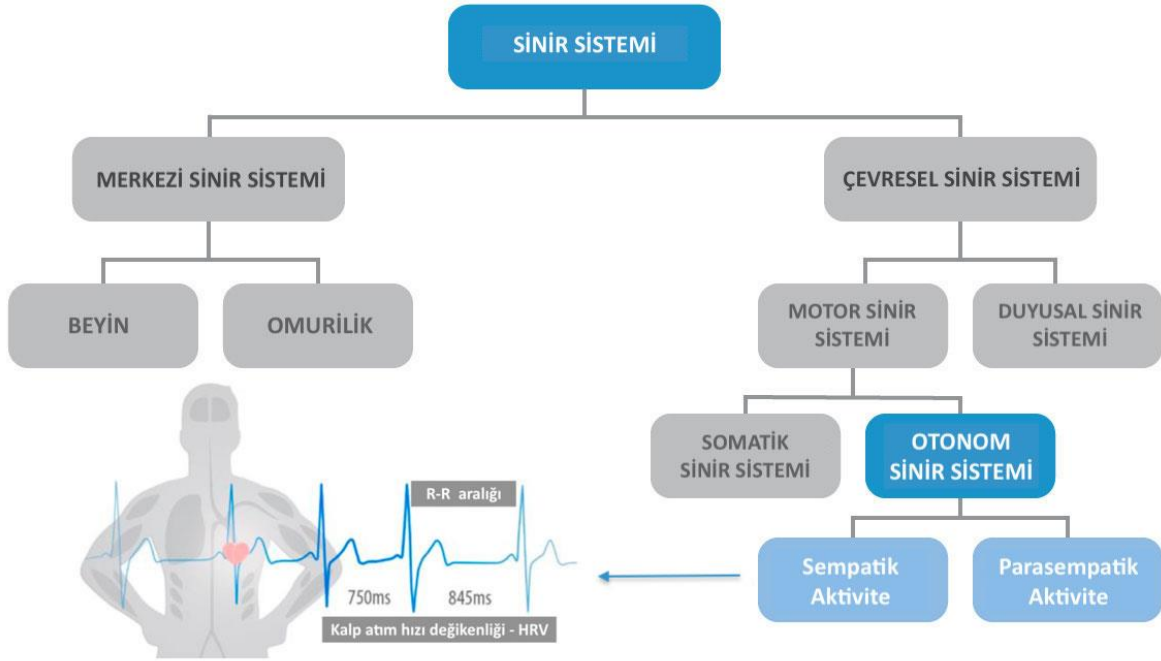 SİNİR SİSTEMİ
MERKEZİ SİNİR SİSTEMİ
ÇEVRESEL SİNİR SİSTEMİ
BEYİN
OMURİLİK
MOTOR SİNİR
SİSTEMİ
DUYUSAL SİNİR
SİSTEMİ
SOMATİK
SİNİR SİSTEMİ
OTONOM
SİNİR SİSTEMİ
R-R aralığı
750ms
845ms
Kalp atım hızı değikenliği - HRV
Sempatik
Aktivite
Parasempatik
Aktivite